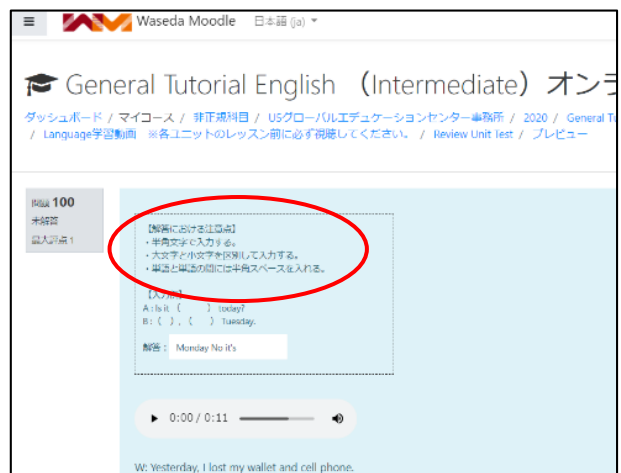 Waseda Moodle 日本語 (ja)
General Tutorial English （Intermediate）オンラ
ダッシュボード / マイコース / 非正規科目 / USグローバルエデュケーションセンター事務所 / 2020 / General Tu
/ Language学習動画 ※各ユニットのレッスン前に必ず視聴してください。 / Review Unit Test / プレビュー
問題 100
未解答
最大評点 1
【解答における注意点】
・半角文字で入力する。
・大文字と小文字を区別して入力する。
・単語と単語の間には半角スペースを入れる。
【入力例】
A : Is it （ ） today?
B : （ ）, （ ） Tuesday.
解答 : Monday No it's
0:00 / 0:11
W: Yesterday, I lost my wallet and cell phone.